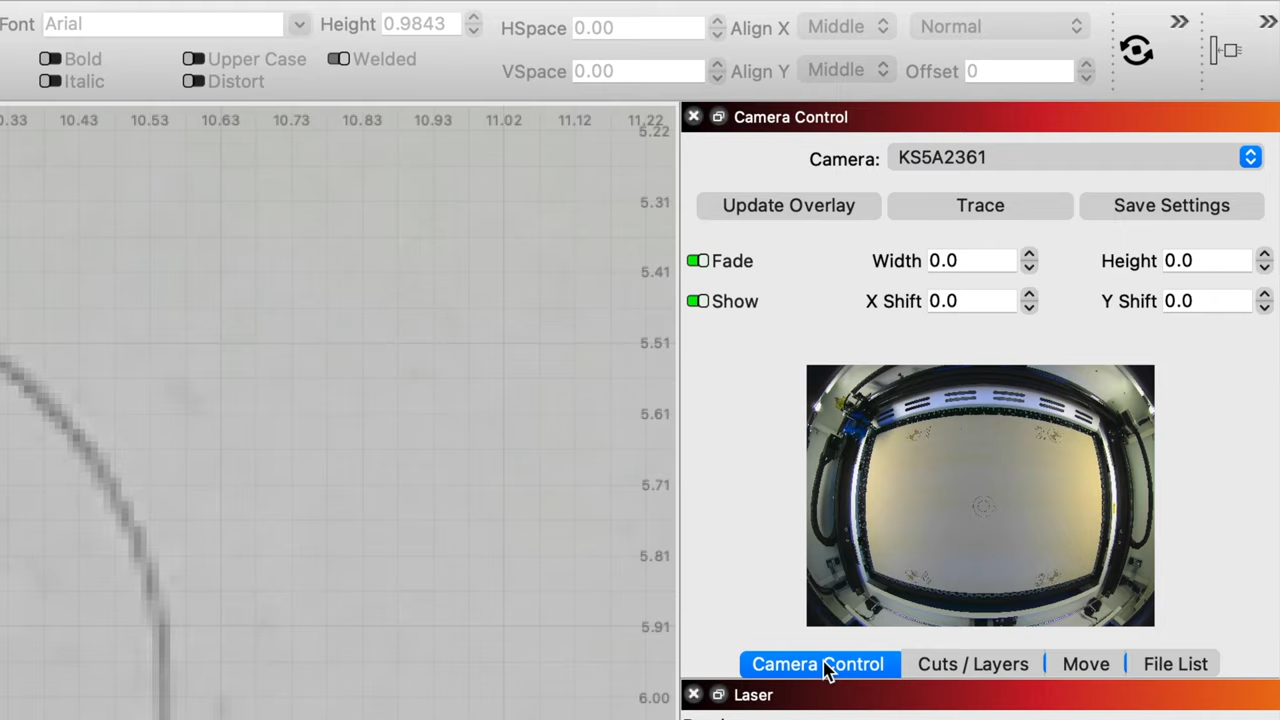 Font Arial Height 0.9843 HSpace 0.00 Align X Middle Normal
Bold Upper Case Welded
VSpace 0.00 Align Y Middle Offset 0
Italic Distort
10.43 10.53 10.63 10.73 10.83 10.93 11.02 11.12 11.22
5.22
5.31
5.41
5.51
5.61
5.71
5.81
5.91
6.00
Camera Control
Camera: KS5A2361
Update Overlay Trace Save Settings
Fade Width 0.0 Height 0.0
Show X Shift 0.0 Y Shift 0.0
Camera Control Cuts / Layers Move File List
Laser